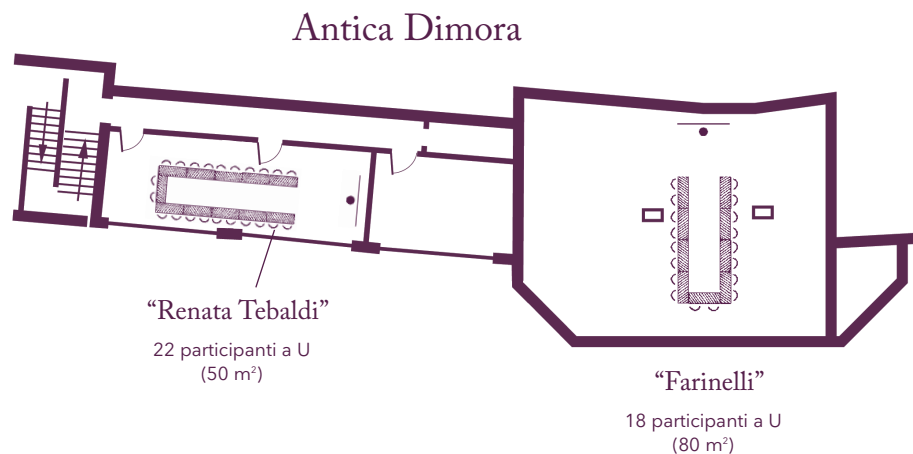 Antica Dimora
“Renata Tebaldi”
22 participanti a U
(50 m²)
“Farinelli”
18 participanti a U
(80 m²)